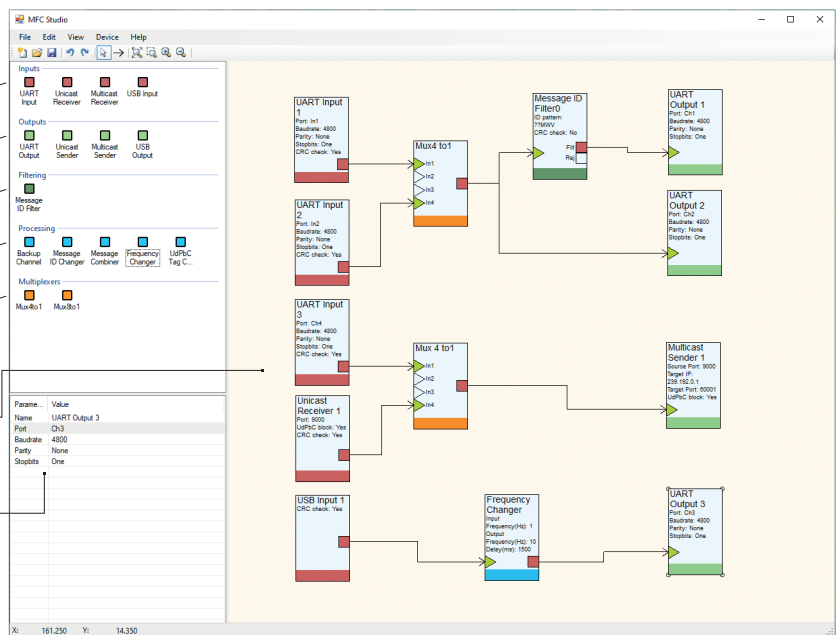 MFC Studio
File Edit View Device Help
Inputs
UART Input
Unicast Receiver
Multicast Receiver
USB Input
Outputs
UART Output
Unicast Sender
Multicast Sender
USB Output
Filtering
Message ID Filter
Processing
Backup Channel
Message ID Changer
Message Combiner
Frequency Changer
UdPbC Tag C...
Multiplexers
Mux4to1
Mux8to1
Parame... Value
Name UART Output 3
Port Ch3
Baudrate 4800
Parity None
Stopbits One
X: 161.250 Y: 14.350
UART Input
1
Port: In1
Baudrate: 4800
Parity: None
Stopbits: One
CRC check: Yes
UART Input
2
Port: In2
Baudrate: 4800
Parity: None
Stopbits: One
CRC check: Yes
Mux4 to1
In1
In2
In3
In4
Message ID
Filter0
ID pattern:
??MWV
CRC check: No
Filt
Rej
UART
Output 1
Port: Ch1
Baudrate: 4800
Parity: None
Stopbits: One
UART
Output 2
Port: Ch2
Baudrate: 4800
Parity: None
Stopbits: One
UART Input
3
Port: Ch4
Baudrate: 4800
Parity: None
Stopbits: One
CRC check: Yes
Unicast
Receiver 1
Port: 9000
UdPbC block: Yes
CRC check: Yes
Mux 4 to1
In1
In2
In3
In4
Multicast
Sender 1
Source Port: 9000
Target IP:
239.192.0.1
Target Port: 60001
UdPbC block: Yes
USB Input 1
CRC check: Yes
Frequency
Changer
Input
Frequency(Hz): 1
Output
Frequency(Hz): 10
Delay(ms): 1500
UART
Output 3
Port: Ch3
Baudrate: 4800
Parity: None
Stopbits: One